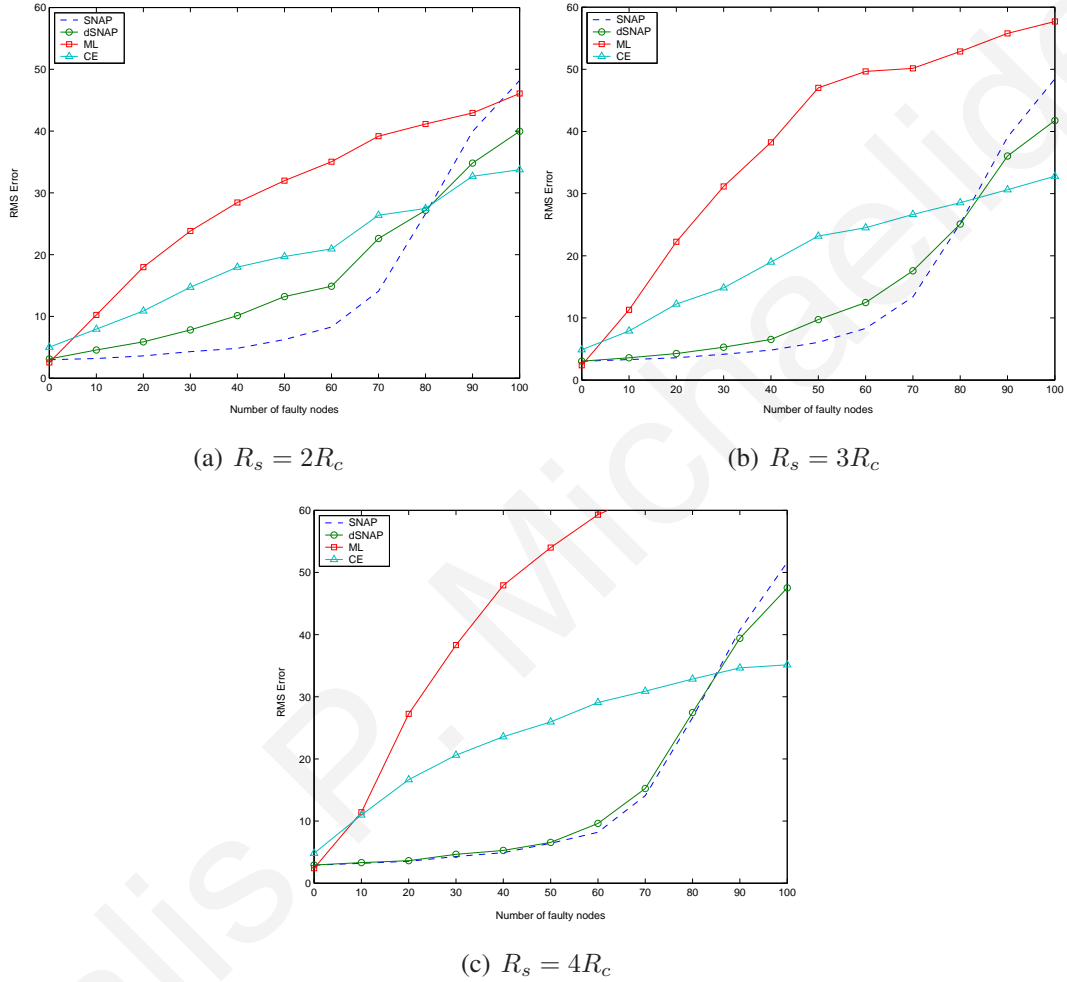 SNAP
dSNAP
ML
CE
RMS Error
60
50
40
30
20
10
0
0 10 20 30 40 50 60 70 80 90 100
Number of faulty nodes
(a) R_s = 2R_c
SNAP
dSNAP
ML
CE
RMS Error
60
50
40
30
20
10
0
0 10 20 30 40 50 60 70 80 90 100
Number of faulty nodes
(b) R_s = 3R_c
SNAP
dSNAP
ML
CE
RMS Error
60
50
40
30
20
10
0
0 10 20 30 40 50 60 70 80 90 100
Number of faulty nodes
(c) R_s = 4R_c
P. Michaelid